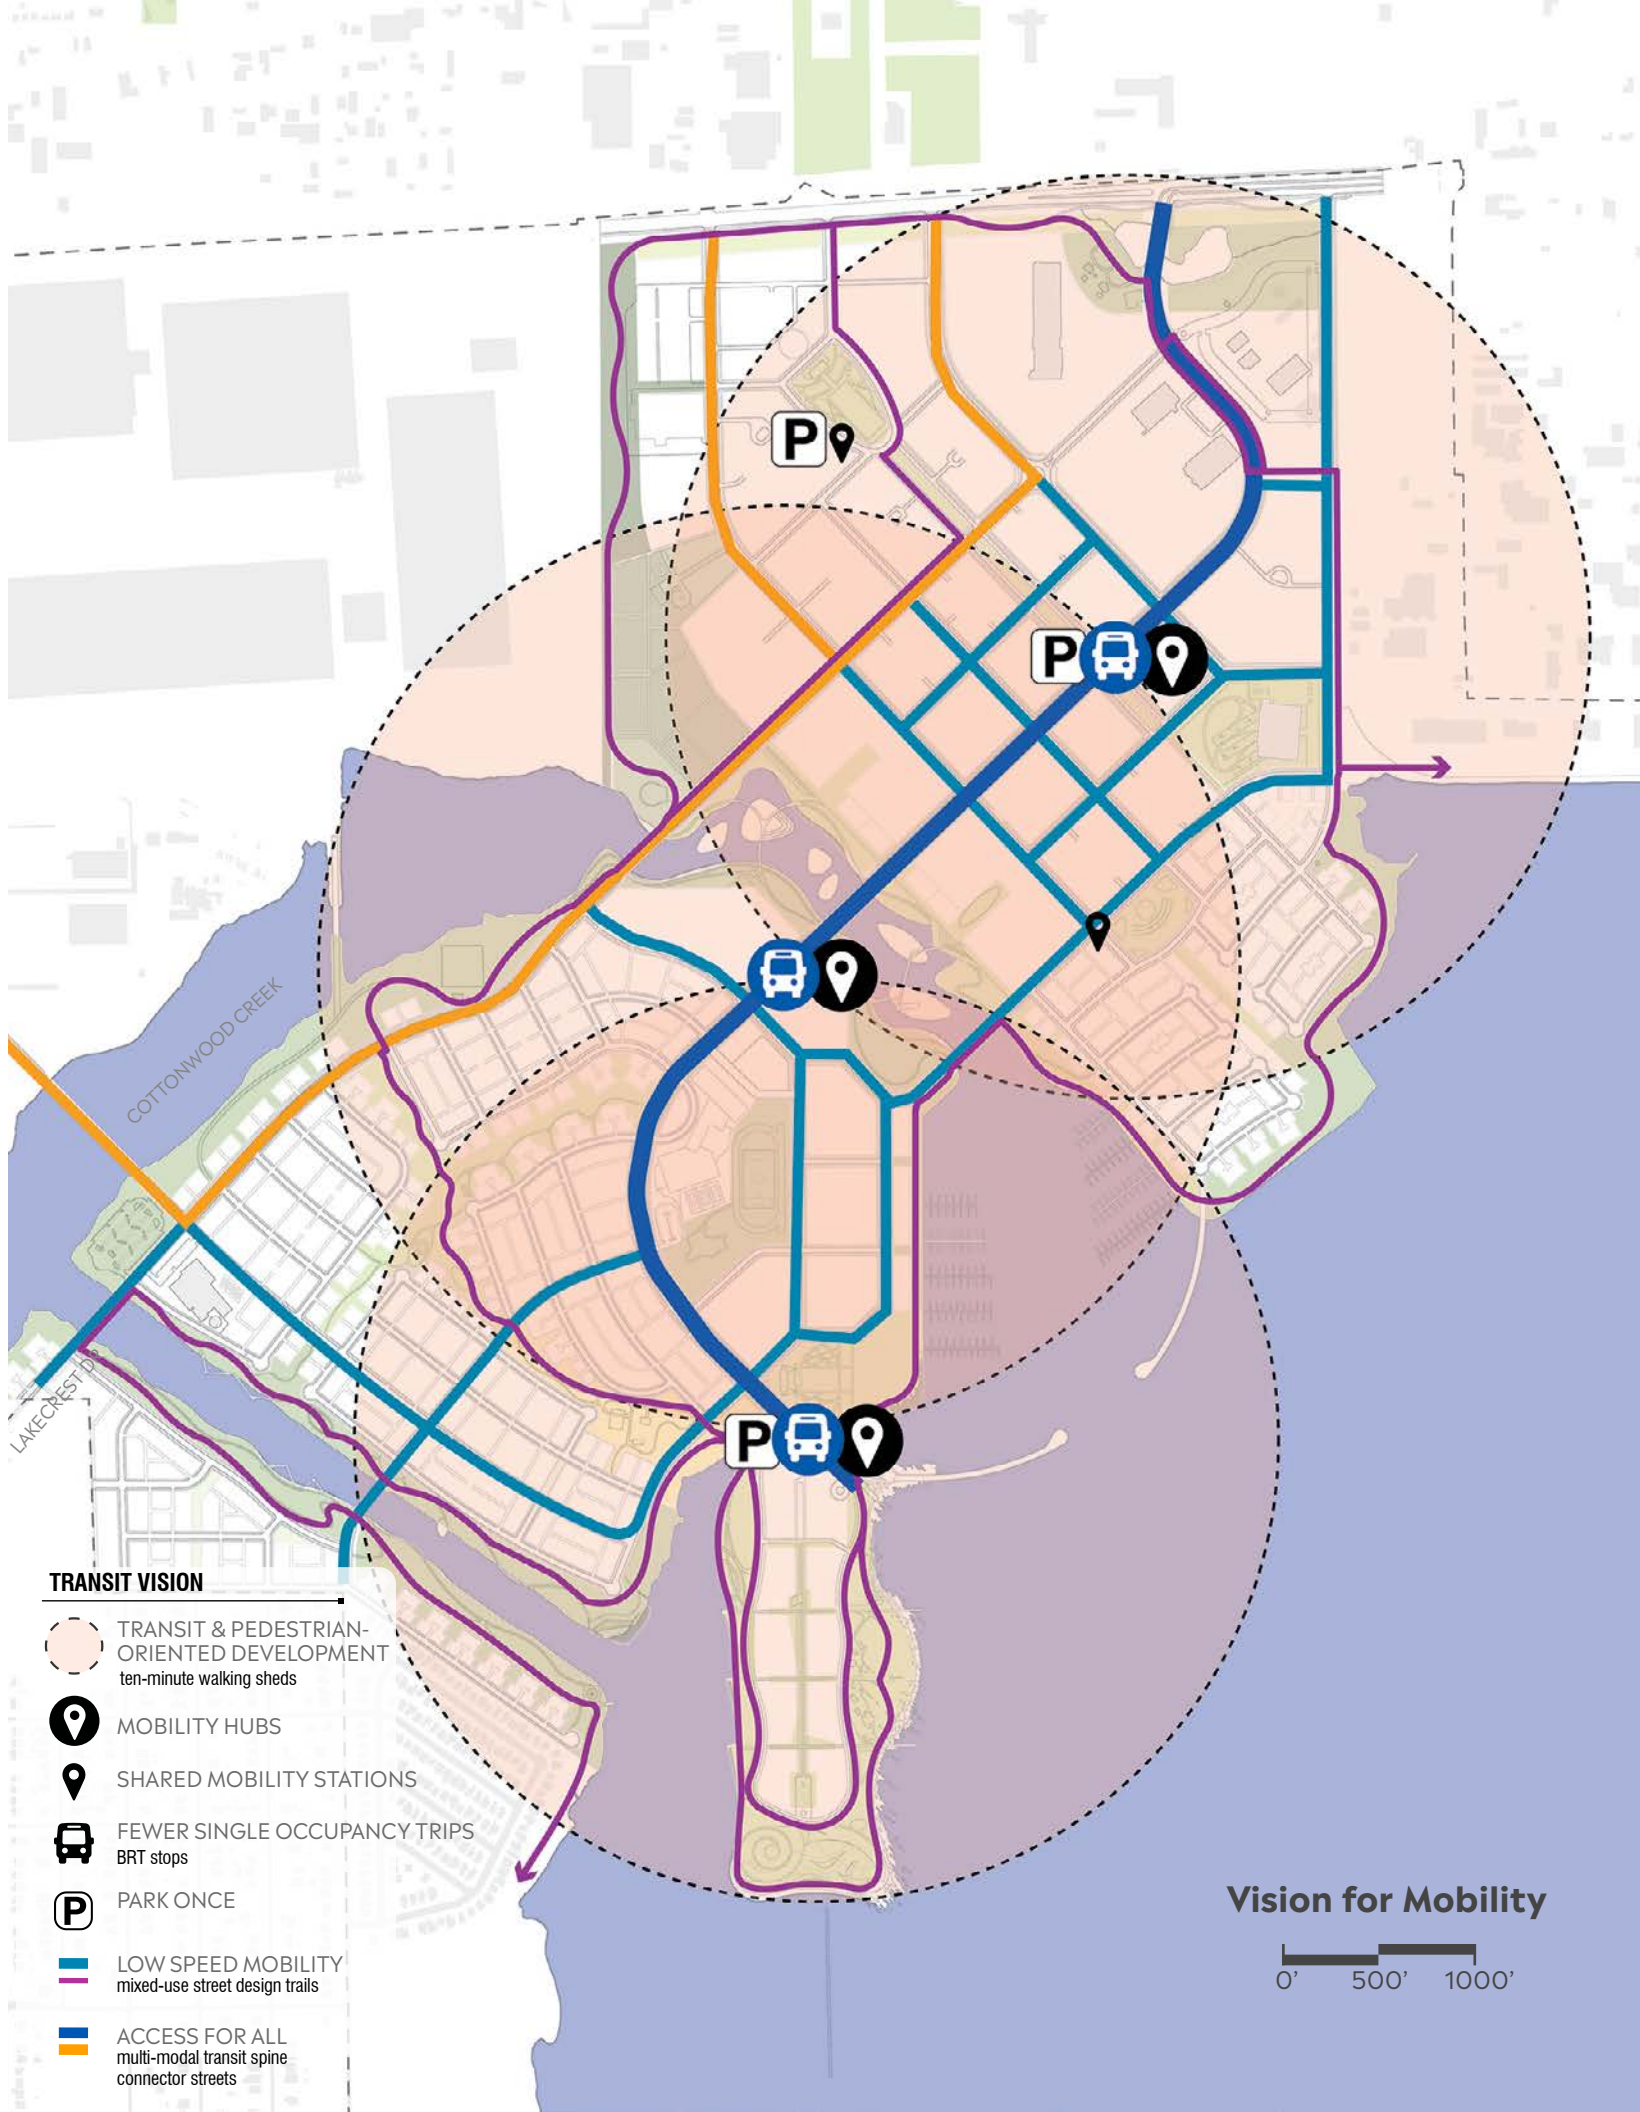 P
P
COTTONWOOD CREEK
LAKECREST DR
P
TRANSIT VISION
TRANSIT & PEDESTRIAN-
ORIENTED DEVELOPMENT
ten-minute walking sheds
MOBILITY HUBS
SHARED MOBILITY STATIONS
FEWER SINGLE OCCUPANCY TRIPS
BRT stops
P
PARK ONCE
LOW SPEED MOBILITY
mixed-use street design trails
ACCESS FOR ALL
multi-modal transit spine
connector streets
Vision for Mobility
0' 500' 1000'